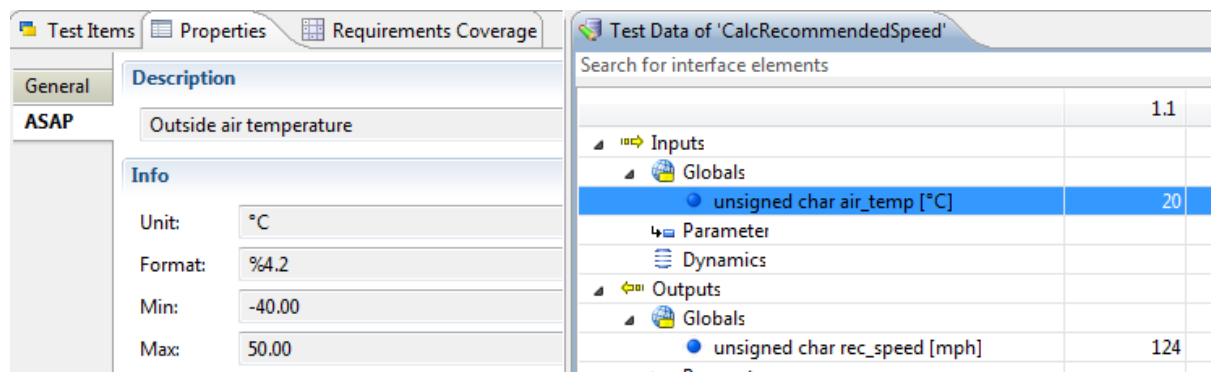 Test Items
Properties
Requirements Coverage
General
ASAP
Description
Outside air temperature
Info
Unit:
°C
Format:
%4.2
Min:
-40.00
Max:
50.00
Test Data of 'CalcRecommendedSpeed'
Search for interface elements
1.1
Inputs
Globals
unsigned char air_temp [°C] 20
Parameter
Dynamics
Outputs
Globals
unsigned char rec_speed [mph] 124